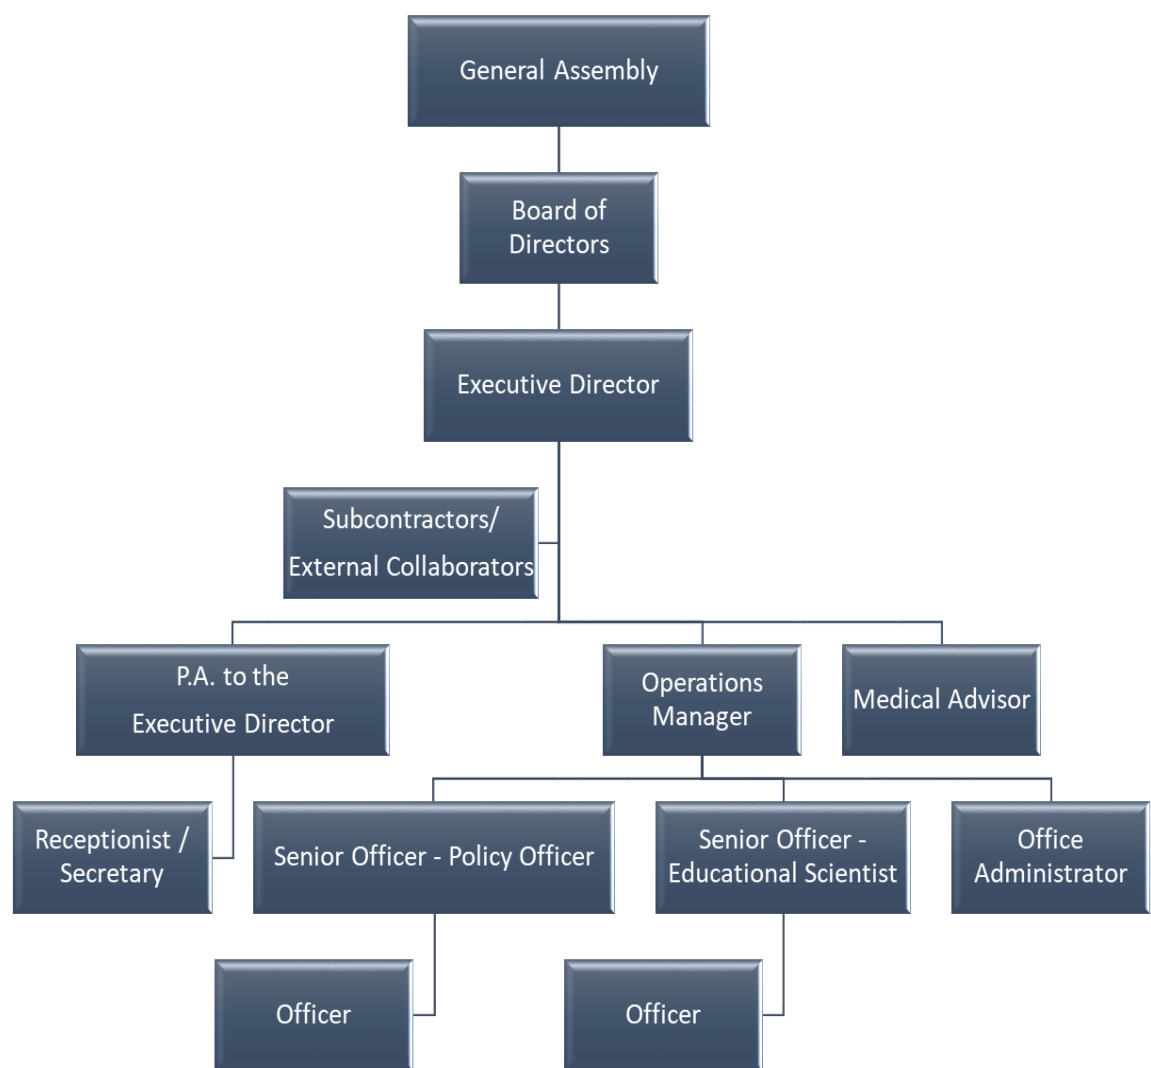 General Assembly
Board of
Directors
Executive Director
Subcontractors/
External Collaborators
P.A. to the
Executive Director
Operations
Manager
Medical Advisor
Receptionist /
Secretary
Senior Officer - Policy Officer
Senior Officer -
Educational Scientist
Office
Administrator
Officer
Officer